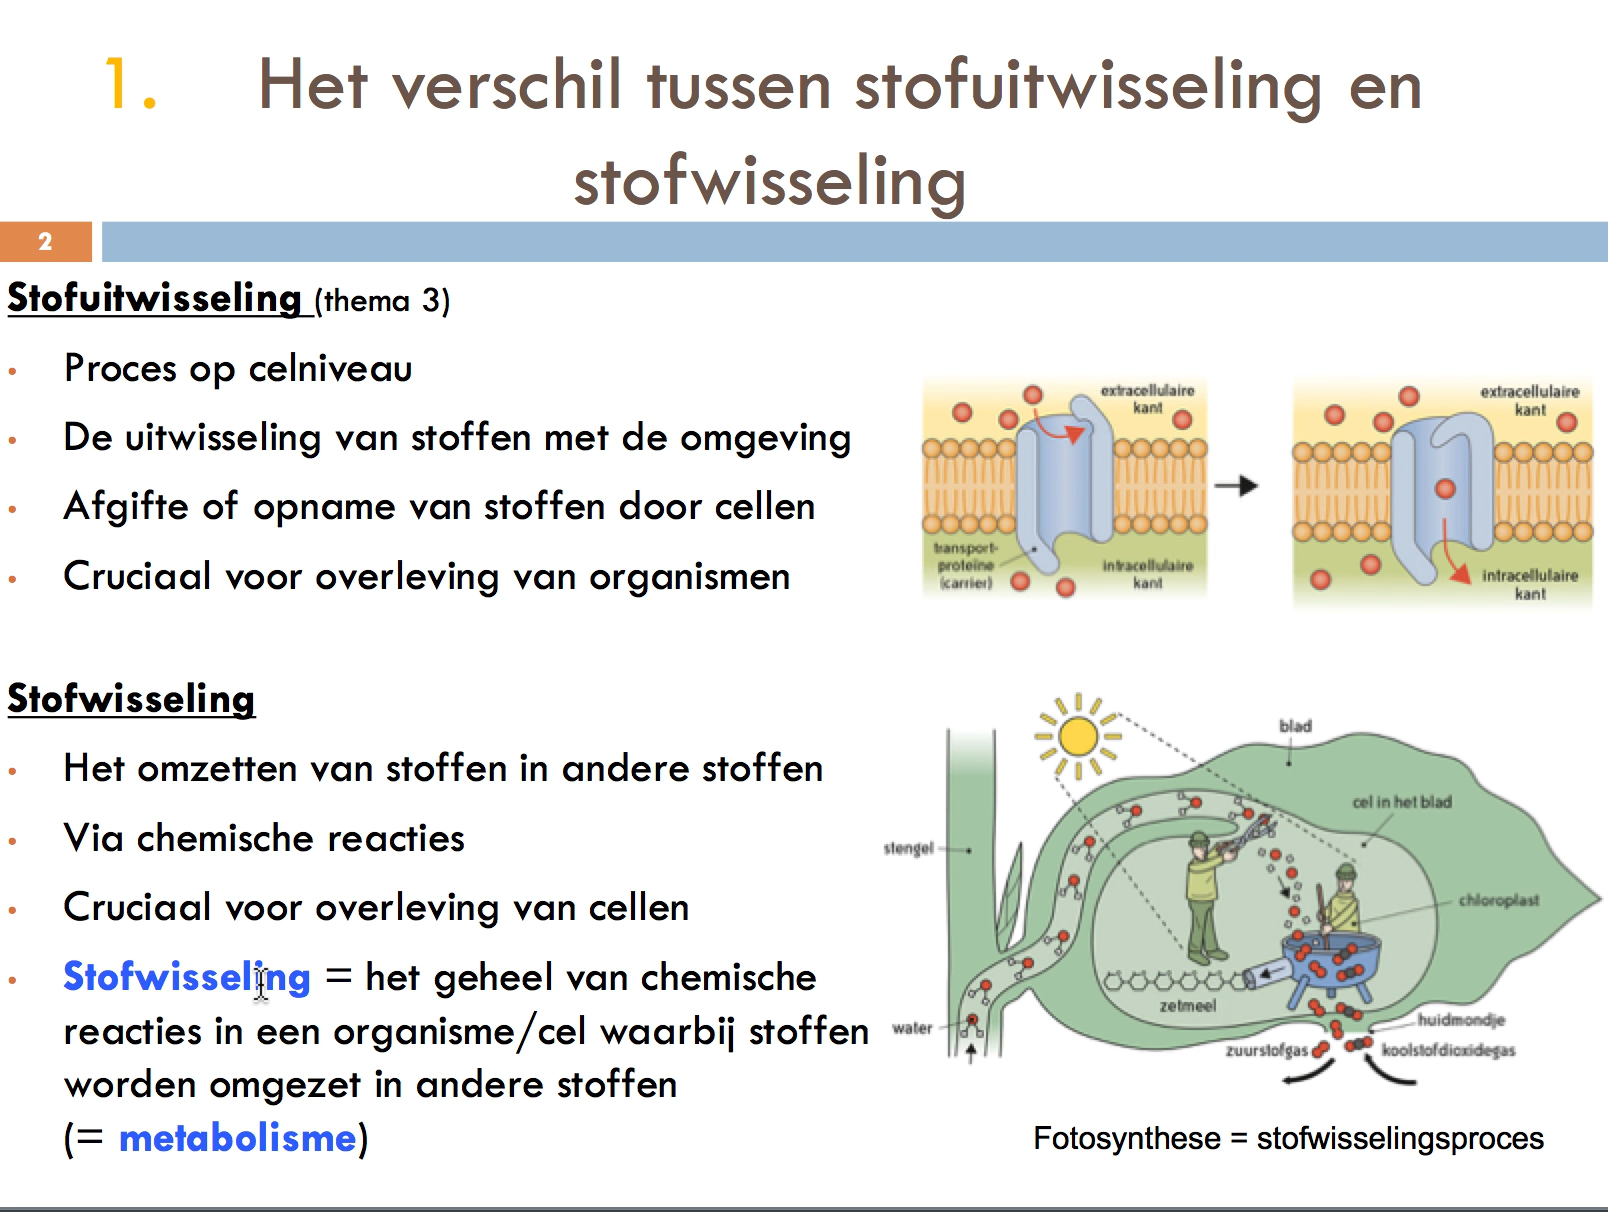 1. Het verschil tussen stofuitwisseling en
stofwisseling
2
Stofuitwisseling (thema 3)
• Proces op celniveau
• De uitwisseling van stoffen met de omgeving
• Afgifte of opname van stoffen door cellen
• Cruciaal voor overleving van organismen
extracellulaire
kant
transport-
proteïne
(carrier)
intracellulaire
kant
extracellulaire
kant
intracellulaire
kant
Stofwisseling
• Het omzetten van stoffen in andere stoffen
• Via chemische reacties
• Cruciaal voor overleving van cellen
• Stofwisseling = het geheel van chemische
reacties in een organisme/cel waarbij stoffen
worden omgezet in andere stoffen
(= metabolisme)
blad
cel in het blad
stengel
chloroplast
zetmeel
water
huidmondje
zuurstofgas
koolstofdioxidegas
Fotosynthese = stofwisselingsproces